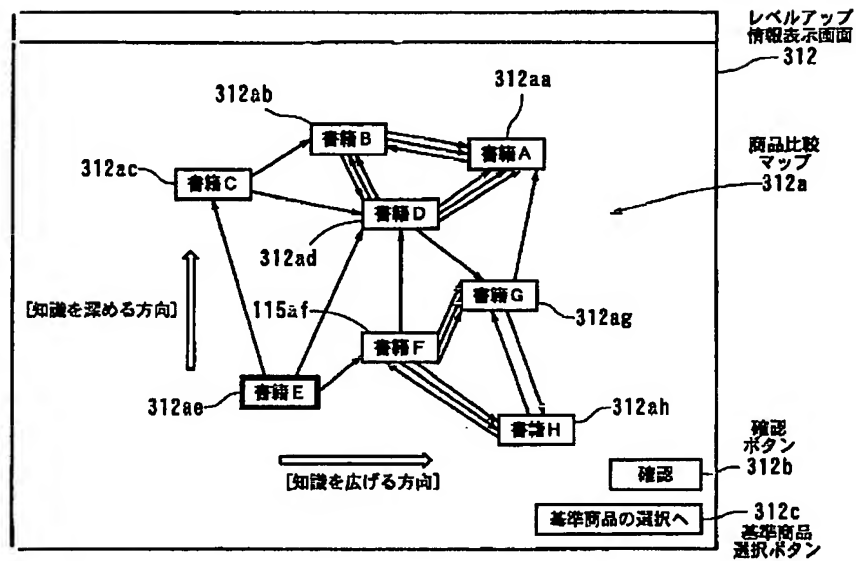 レベルアップ
情報表示画面
312
312aa
312ab
書籍B
書籍A
商品比較
マップ
312a
312ac
書籍C
書籍D
312ad
[知識を深める方向]
115af
書籍G
312ag
書籍F
書籍E
312ae
312ah
書籍H
確認
ボタン
312b
[知識を広げる方向]
確認
基準商品の選択へ
312c
基準商品
選択ボタン